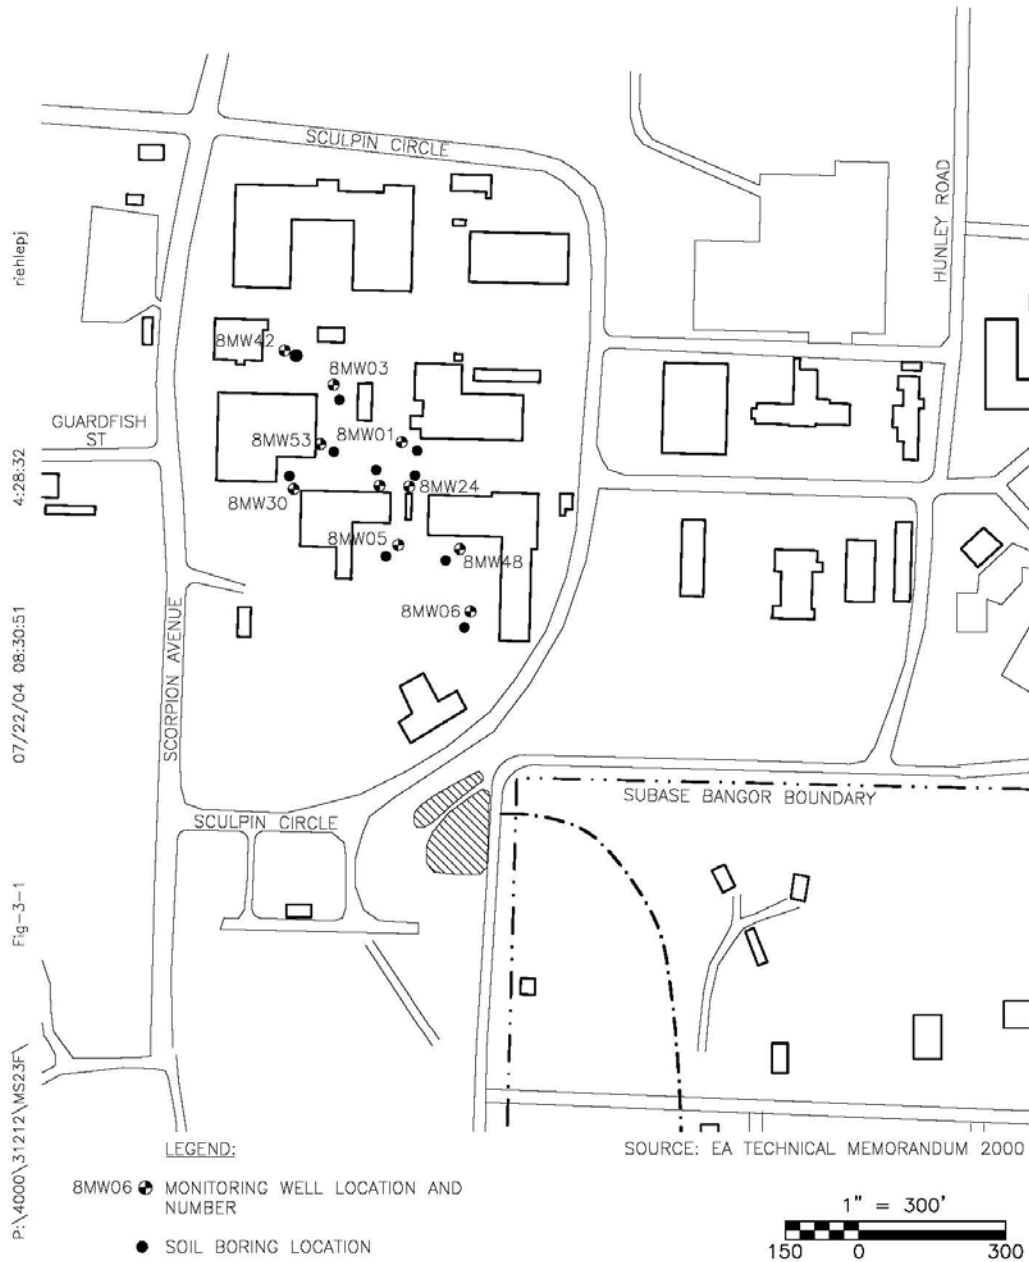 SCULPIN CIRCLE
HUNLEY ROAD
riehlepj
8MW42
8MW03
GUARDFISH
ST
8MW53
8MW01
4:28:32
8MW30
8MW24
8MW05
8MW48
8MW06
07/22/04 08:30:51
SCORPION AVENUE
SUBASE BANGOR BOUNDARY
SCULPIN CIRCLE
Fig-3-1
P:\4000\31212\MS23F\
LEGEND:
SOURCE: EA TECHNICAL MEMORANDUM 2000
8MW06 MONITORING WELL LOCATION AND
NUMBER
SOIL BORING LOCATION
1" = 300'
150 0 300